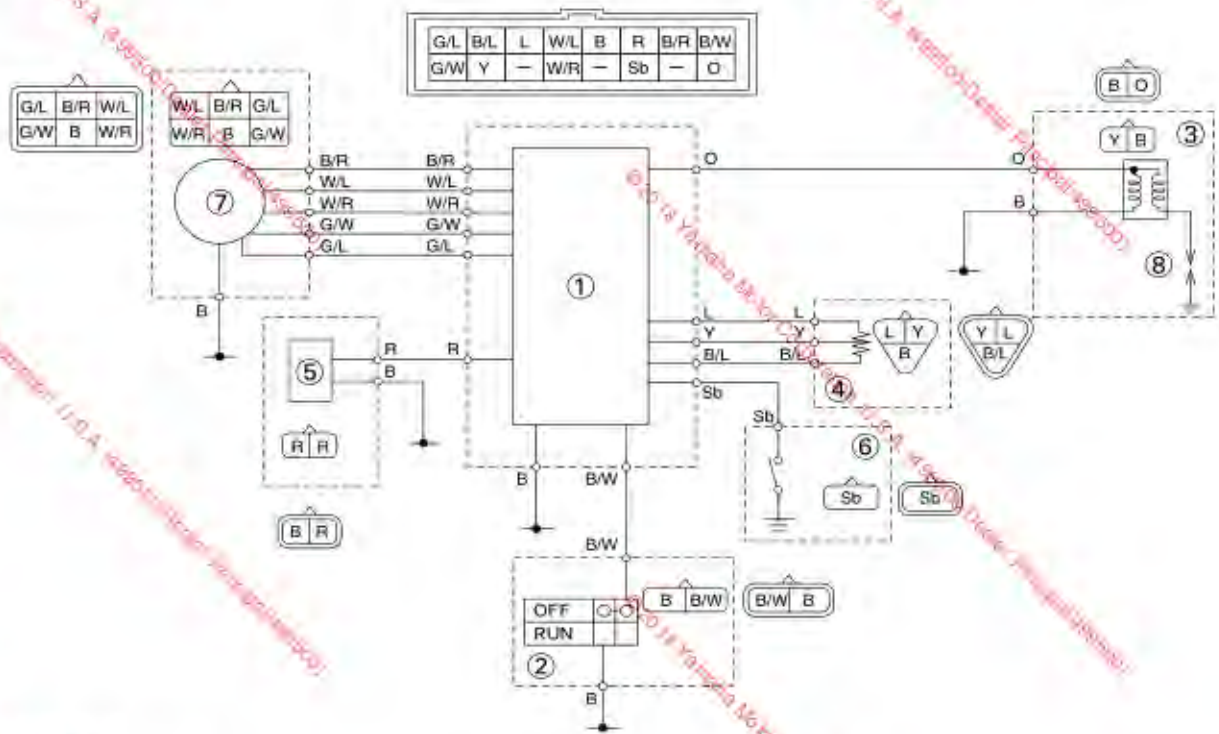 G/L B/L L W/L B R B/R B/W
G/W Y – W/R – Sb – O
G/L B/R W/L
G/W B W/R
W/L B/R G/L
W/R B G/W
B O
Y B
③
B/R B/R
W/L W/L
W/R W/R
G/W G/W
G/L G/L
⑦
B
①
O O
B
⑧
L L
Y Y
B/L B/L
④
L Y
B
Y L
B/L
Sb
Sb
⑥
Sb
Sb
⑤
R R
B
R R
B R
B B/W
B/W
OFF
RUN
②
B B/W
B/W B
B